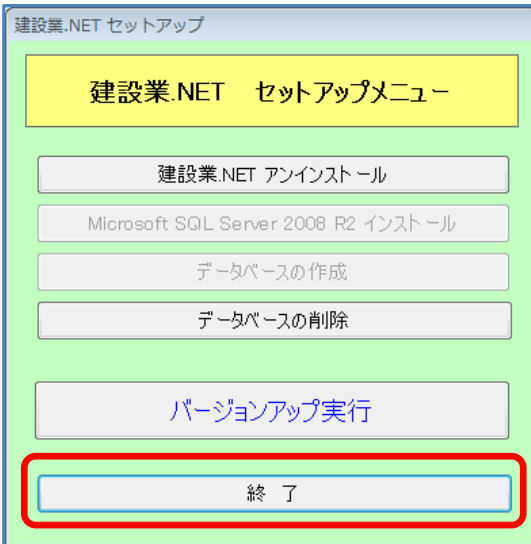 建設業.NET セットアップ
建設業.NET　セットアップメニュー
建設業.NET アンインストール
Microsoft SQL Server 2008 R2 インストール
データベースの作成
データベースの削除
バージョンアップ実行
終 了